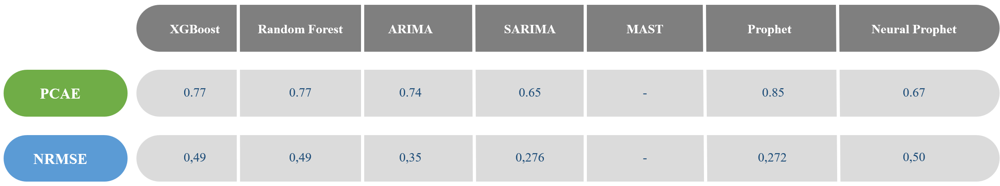 XGBoost Random Forest ARIMA SARIMA MAST Prophet Neural Prophet
PCAE 0.77 0.77 0.74 0.65 - 0.85 0.67
NRMSE 0,49 0,49 0,35 0,276 - 0,272 0,50